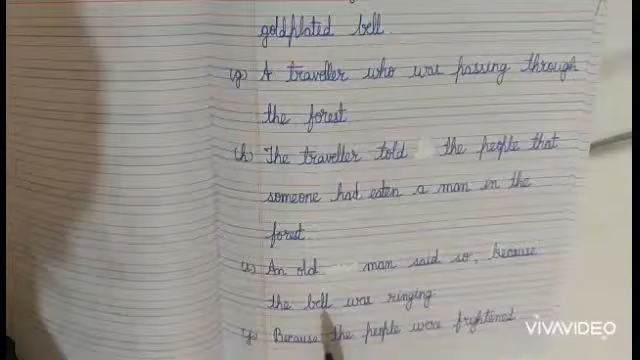 goldplated bell.
(g) A traveller who was passing through
the forest
(h) The traveller told the people that
someone had eaten a man in the
forest.
(i) An old man said so, because
the bell was ringing
(j) Because the people were frightened
VIVAVIDEO